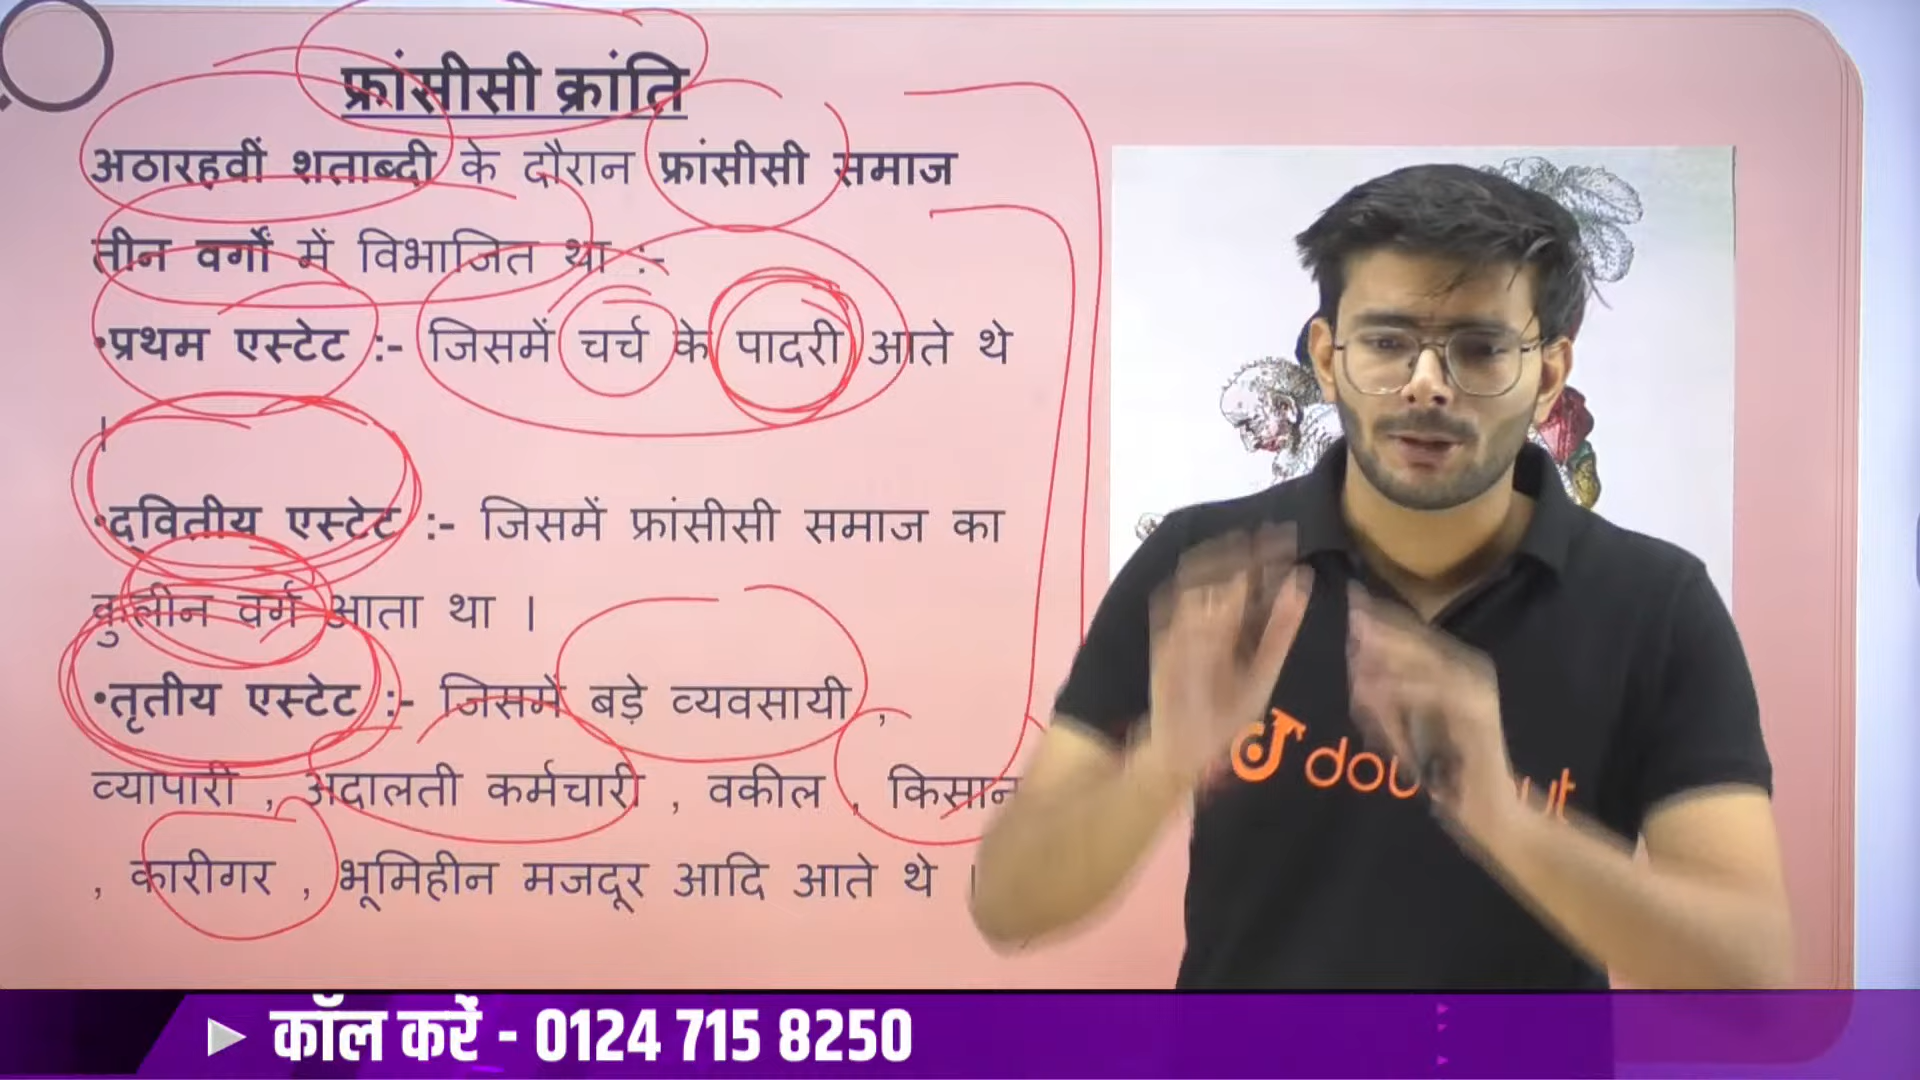 फ्रांसीसी क्रांति
अठारहवीं शताब्दी के दौरान फ्रांसीसी समाज
तीन वर्गों में विभाजित था :-
•प्रथम एस्टेट :- जिसमें चर्च के पादरी आते थे
।
•द्वितीय एस्टेट :- जिसमें फ्रांसीसी समाज का
कुलीन वर्ग आता था ।
•तृतीय एस्टेट :- जिसमें बड़े व्यवसायी ,
व्यापारी , अदालती कर्मचारी , वकील , किसान
, कारीगर , भूमिहीन मजदूर आदि आते थे ।
कॉल करें - 0124 715 8250